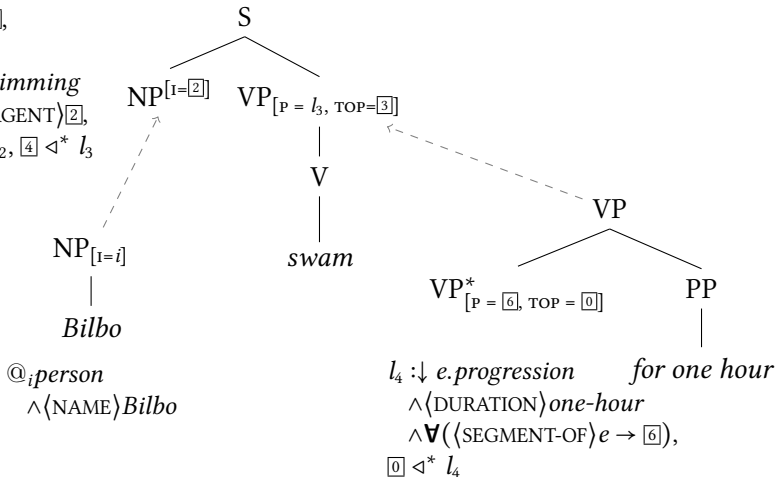 S
NP[I=2] VP[P = l₃, TOP=3]
imming
GENT⟩2,
₂, 4 ◁* l₃
V
swam
VP
NP[I=i]
Bilbo
VP*[P = 6, TOP = 0] PP
@ᵢperson
∧⟨NAME⟩Bilbo
l₄ :↓ e.progression for one hour
∧⟨DURATION⟩one-hour
∧∀(⟨SEGMENT-OF⟩e → 6),
0 ◁* l₄